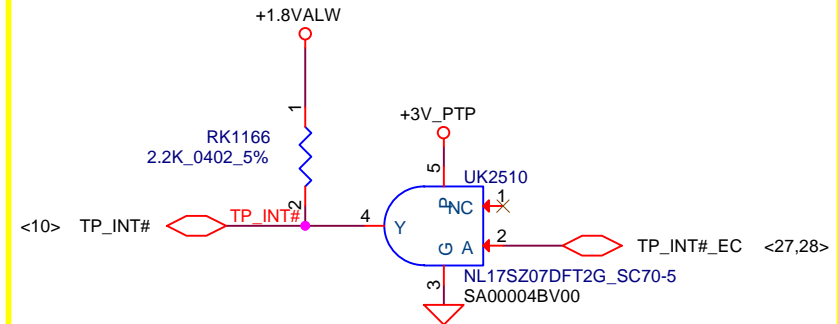 +1.8VALW
1
RK1166
2.2K_0402_5%
2
+3V_PTP
5
UK2510
P
NC
1
<10> TP_INT#
TP_INT#
4
Y
G
A
2
TP_INT#_EC <27,28>
3
NL17SZ07DFT2G_SC70-5
SA00004BV00